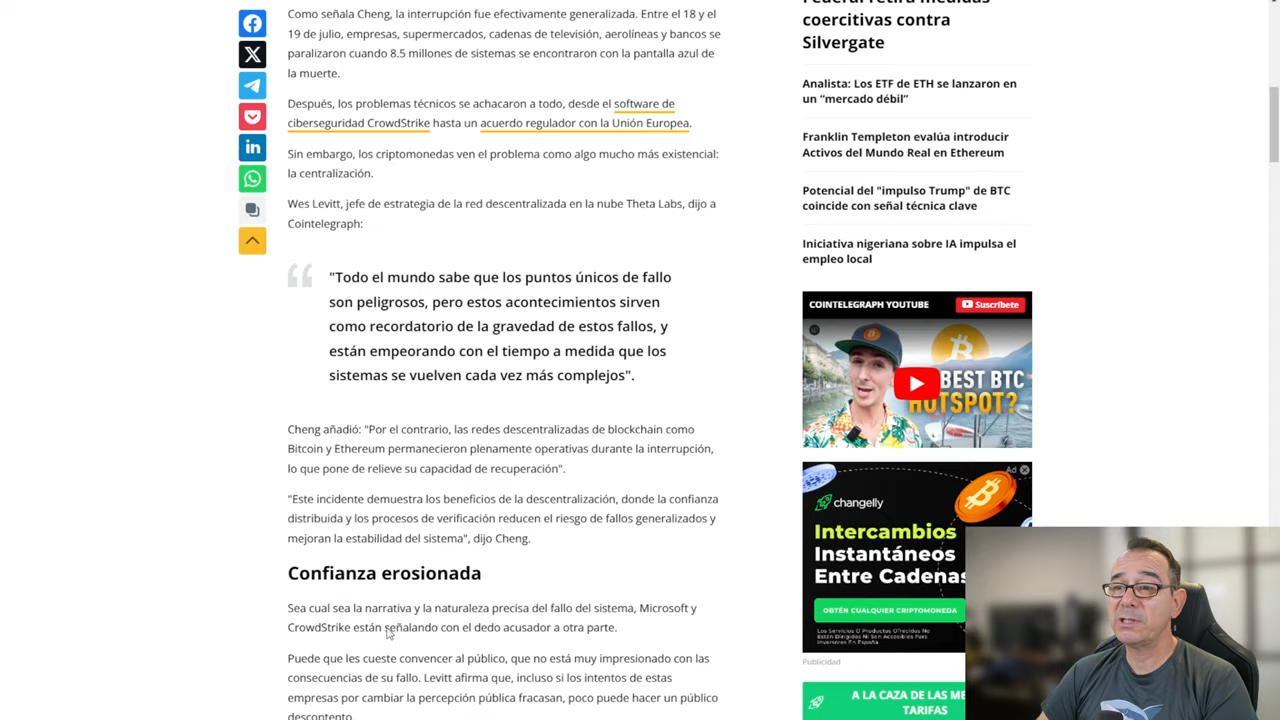 Como señala Cheng, la interrupción fue efectivamente generalizada. Entre el 18 y el
19 de julio, empresas, supermercados, cadenas de televisión, aerolíneas y bancos se
paralizaron cuando 8.5 millones de sistemas se encontraron con la pantalla azul de
la muerte.
Después, los problemas técnicos se achacaron a todo, desde el software de
ciberseguridad CrowdStrike hasta un acuerdo regulador con la Unión Europea.
Sin embargo, los criptomonedas ven el problema como algo mucho más existencial:
la centralización.
Wes Levitt, jefe de estrategia de la red descentralizada en la nube Theta Labs, dijo a
Cointelegraph:
"Todo el mundo sabe que los puntos únicos de fallo
son peligrosos, pero estos acontecimientos sirven
como recordatorio de la gravedad de estos fallos, y
están empeorando con el tiempo a medida que los
sistemas se vuelven cada vez más complejos".
Cheng añadió: "Por el contrario, las redes descentralizadas de blockchain como
Bitcoin y Ethereum permanecieron plenamente operativas durante la interrupción,
lo que pone de relieve su capacidad de recuperación".
"Este incidente demuestra los beneficios de la descentralización, donde la confianza
distribuida y los procesos de verificación reducen el riesgo de fallos generalizados y
mejoran la estabilidad del sistema", dijo Cheng.
Confianza erosionada
Sea cual sea la narrativa y la naturaleza precisa del fallo del sistema, Microsoft y
CrowdStrike están señalando con el dedo acusador a otra parte.
Puede que les cueste convencer al público, que no está muy impresionado con las
consecuencias de su fallo. Levitt afirma que, incluso si los intentos de estas
empresas por cambiar la percepción pública fracasan, poco puede hacer un público
descontento.
Federal retira medidas
coercitivas contra
Silvergate
Analista: Los ETF de ETH se lanzaron en
un “mercado débil”
Franklin Templeton evalúa introducir
Activos del Mundo Real en Ethereum
Potencial del "impulso Trump" de BTC
coincide con señal técnica clave
Iniciativa nigeriana sobre IA impulsa el
empleo local
COINTELEGRAPH YOUTUBE
Suscríbete
BEST BTC
HOTSPOT?
Ad
changelly
Intercambios
Instantáneos
Entre Cadenas
OBTÉN CUALQUIER CRIPTOMONEDA
Los Servicios O Productos Ofrecidos No
Están Dirigidos Ni Son Accesibles Para
Inversores En España
Publicidad
A LA CAZA DE LAS ME
TARIFAS